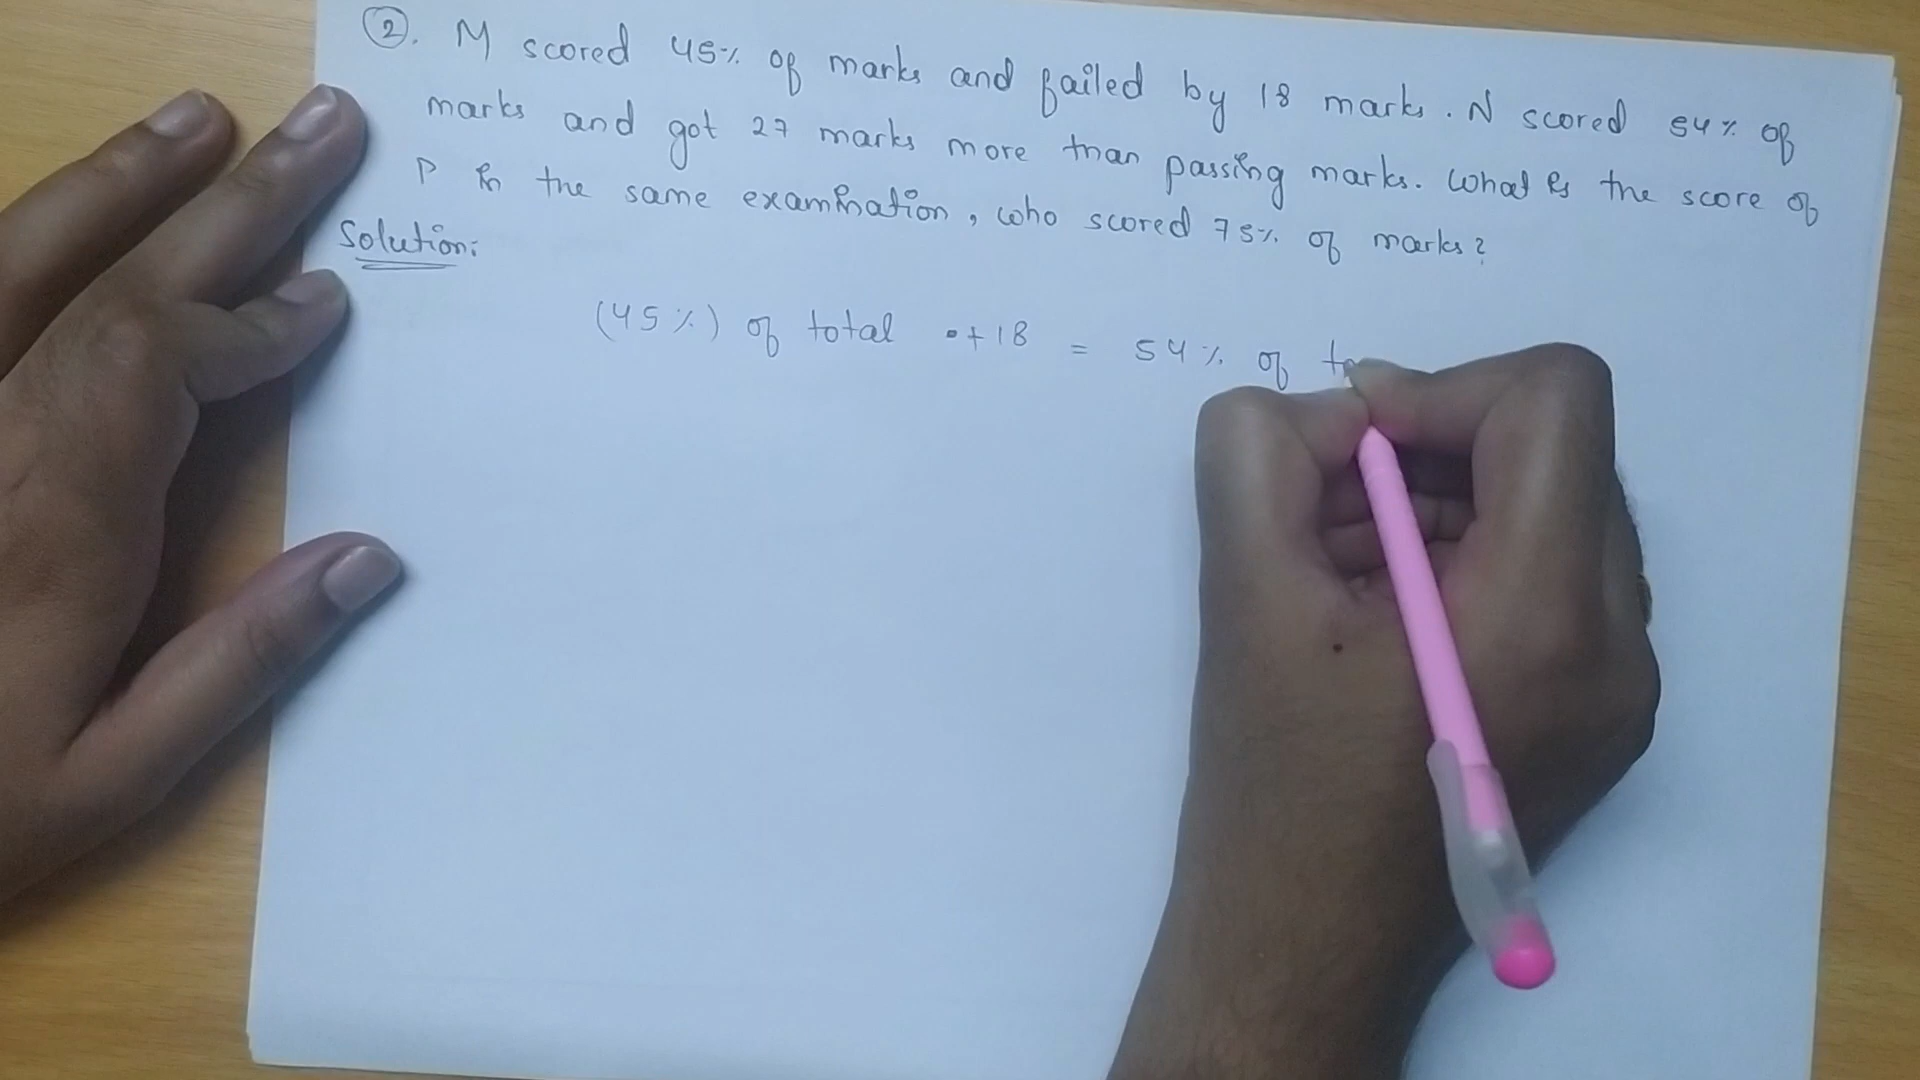 2. M scored 45% of marks and failed by 18 marks. N scored 54% of
marks and got 27 marks more than passing marks. What is the score of
P in the same examination, who scored 75% of marks?
Solution:
(45%) of total + 18 = 54% of to